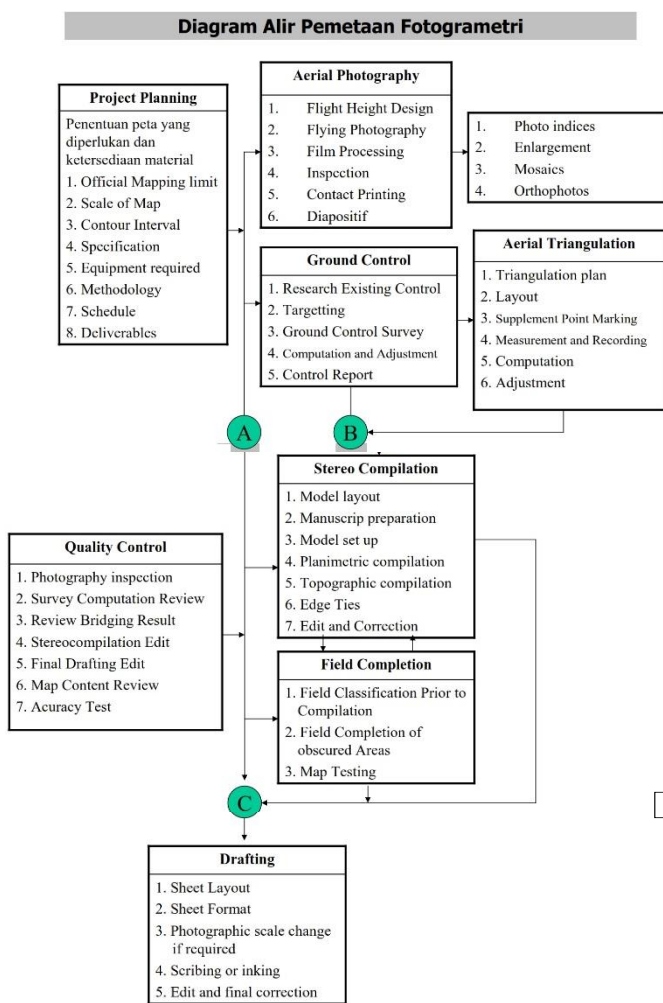 Diagram Alir Pemetaan Fotogrametri
Project Planning
Penentuan peta yang
diperlukan dan
ketersediaan material
1. Official Mapping limit
2. Scale of Map
3. Contour Interval
4. Specification
5. Equipment required
6. Methodology
7. Schedule
8. Deliverables
Aerial Photography
1. Flight Height Design
2. Flying Photography
3. Film Processing
4. Inspection
5. Contact Printing
6. Diapositif
1. Photo indices
2. Enlargement
3. Mosaics
4. Orthophotos
Ground Control
1. Research Existing Control
2. Targetting
3. Ground Control Survey
4. Computation and Adjustment
5. Control Report
Aerial Triangulation
1. Triangulation plan
2. Layout
3. Supplement Point Marking
4. Measurement and Recording
5. Computation
6. Adjustment
A
B
Stereo Compilation
1. Model layout
2. Manuscrip preparation
3. Model set up
4. Planimetric compilation
5. Topographic compilation
6. Edge Ties
7. Edit and Correction
Quality Control
1. Photography inspection
2. Survey Computation Review
3. Review Bridging Result
4. Stereocompilation Edit
5. Final Drafting Edit
6. Map Content Review
7. Acuracy Test
Field Completion
1. Field Classification Prior to
Compilation
2. Field Completion of
obscured Areas
3. Map Testing
C
Drafting
1. Sheet Layout
2. Sheet Format
3. Photographic scale change
if required
4. Scribing or inking
5. Edit and final correction